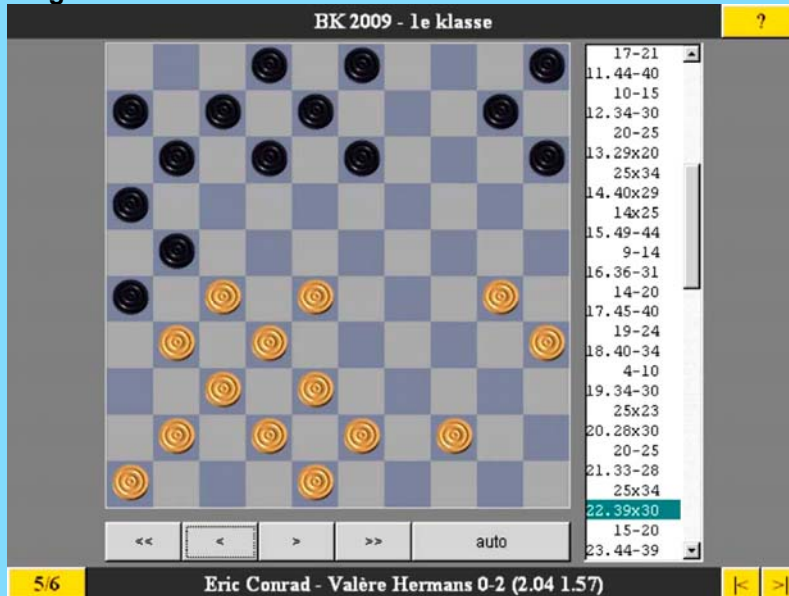 BK 2009 - 1e klasse
?
17-21
11.44-40
10-15
12.34-30
20-25
13.29x20
25x34
14.40x29
14x25
15.49-44
9-14
16.36-31
14-20
17.45-40
19-24
18.40-34
4-10
19.34-30
25x23
20.28x30
20-25
21.33-28
25x34
22.39x30
15-20
23.44-39
<<
<
>
>>
auto
5/6
Eric Conrad - Valère Hermans 0-2 (2.04 1.57)
|<
>|